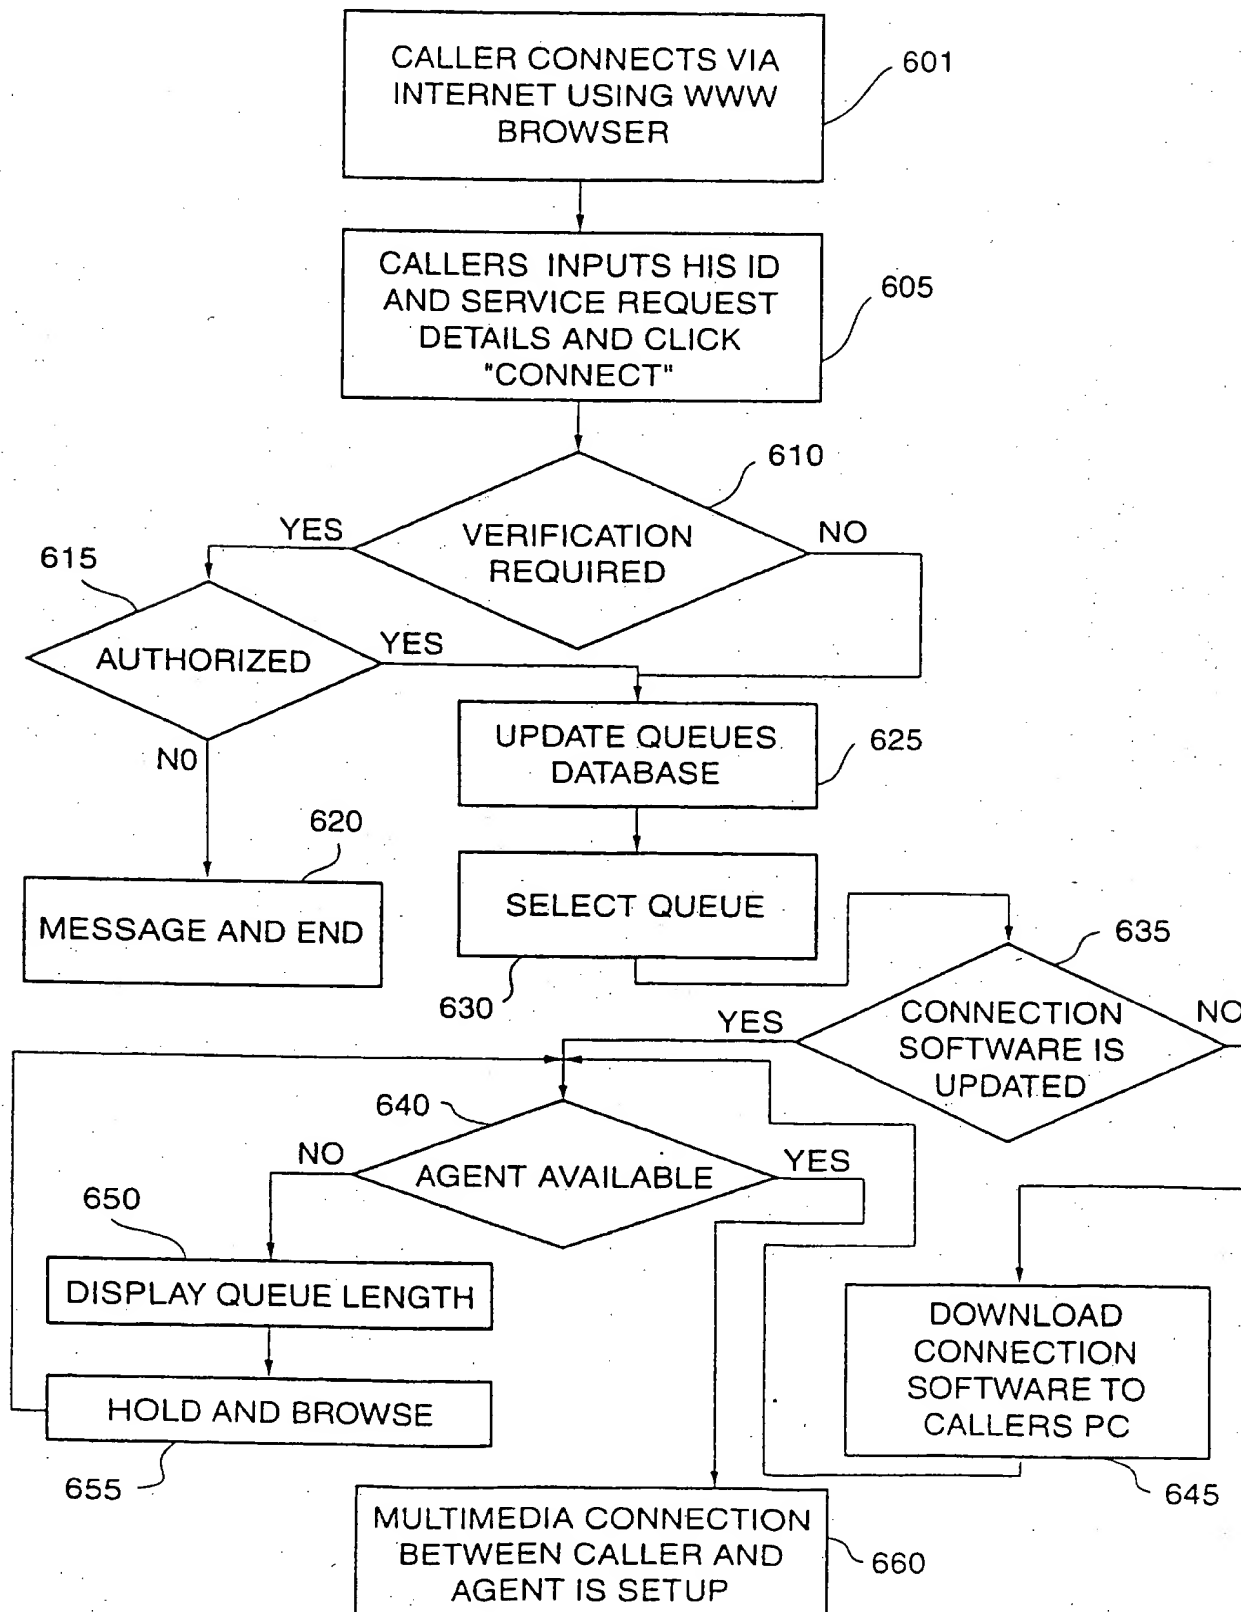 CALLER CONNECTS VIA
INTERNET USING WWW
BROWSER
601
CALLERS INPUTS HIS ID
AND SERVICE REQUEST
DETAILS AND CLICK
"CONNECT"
605
610
VERIFICATION
REQUIRED
YES
NO
615
AUTHORIZED
YES
NO
UPDATE QUEUES
DATABASE
625
620
MESSAGE AND END
SELECT QUEUE
630
635
CONNECTION
SOFTWARE IS
UPDATED
YES
NO
640
AGENT AVAILABLE
NO
YES
650
DISPLAY QUEUE LENGTH
HOLD AND BROWSE
655
DOWNLOAD
CONNECTION
SOFTWARE TO
CALLERS PC
645
MULTIMEDIA CONNECTION
BETWEEN CALLER AND
AGENT IS SETUP
660